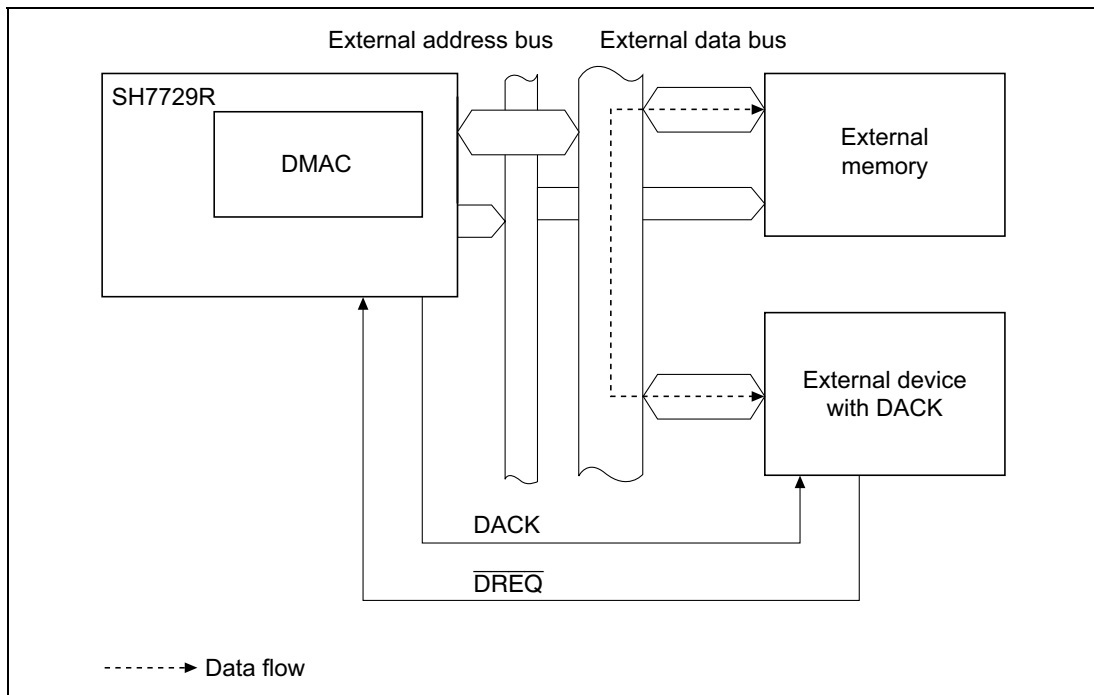 External address bus
External data bus
SH7729R
DMAC
External
memory
External device
with DACK
DACK
DREQ
Data flow